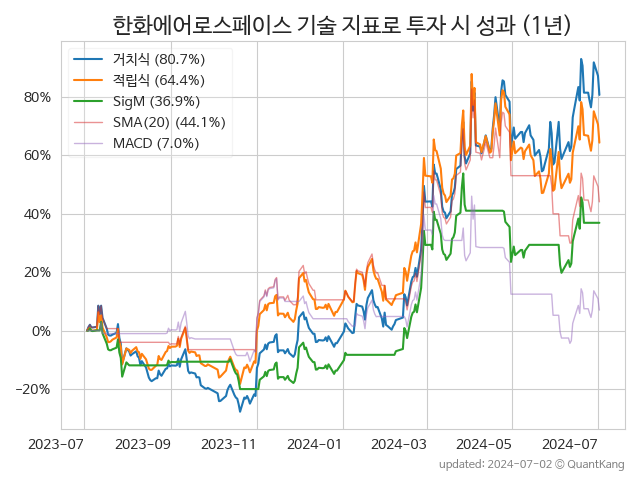 한화에어로스페이스 기술 지표로 투자 시 성과 (1년)
거치식 (80.7%)
적립식 (64.4%)
SigM (36.9%)
SMA(20) (44.1%)
MACD (7.0%)
80%
60%
40%
20%
0%
−20%
2023-07
2023-09
2023-11
2024-01
2024-03
2024-05
2024-07
updated: 2024-07-02 © QuantKang